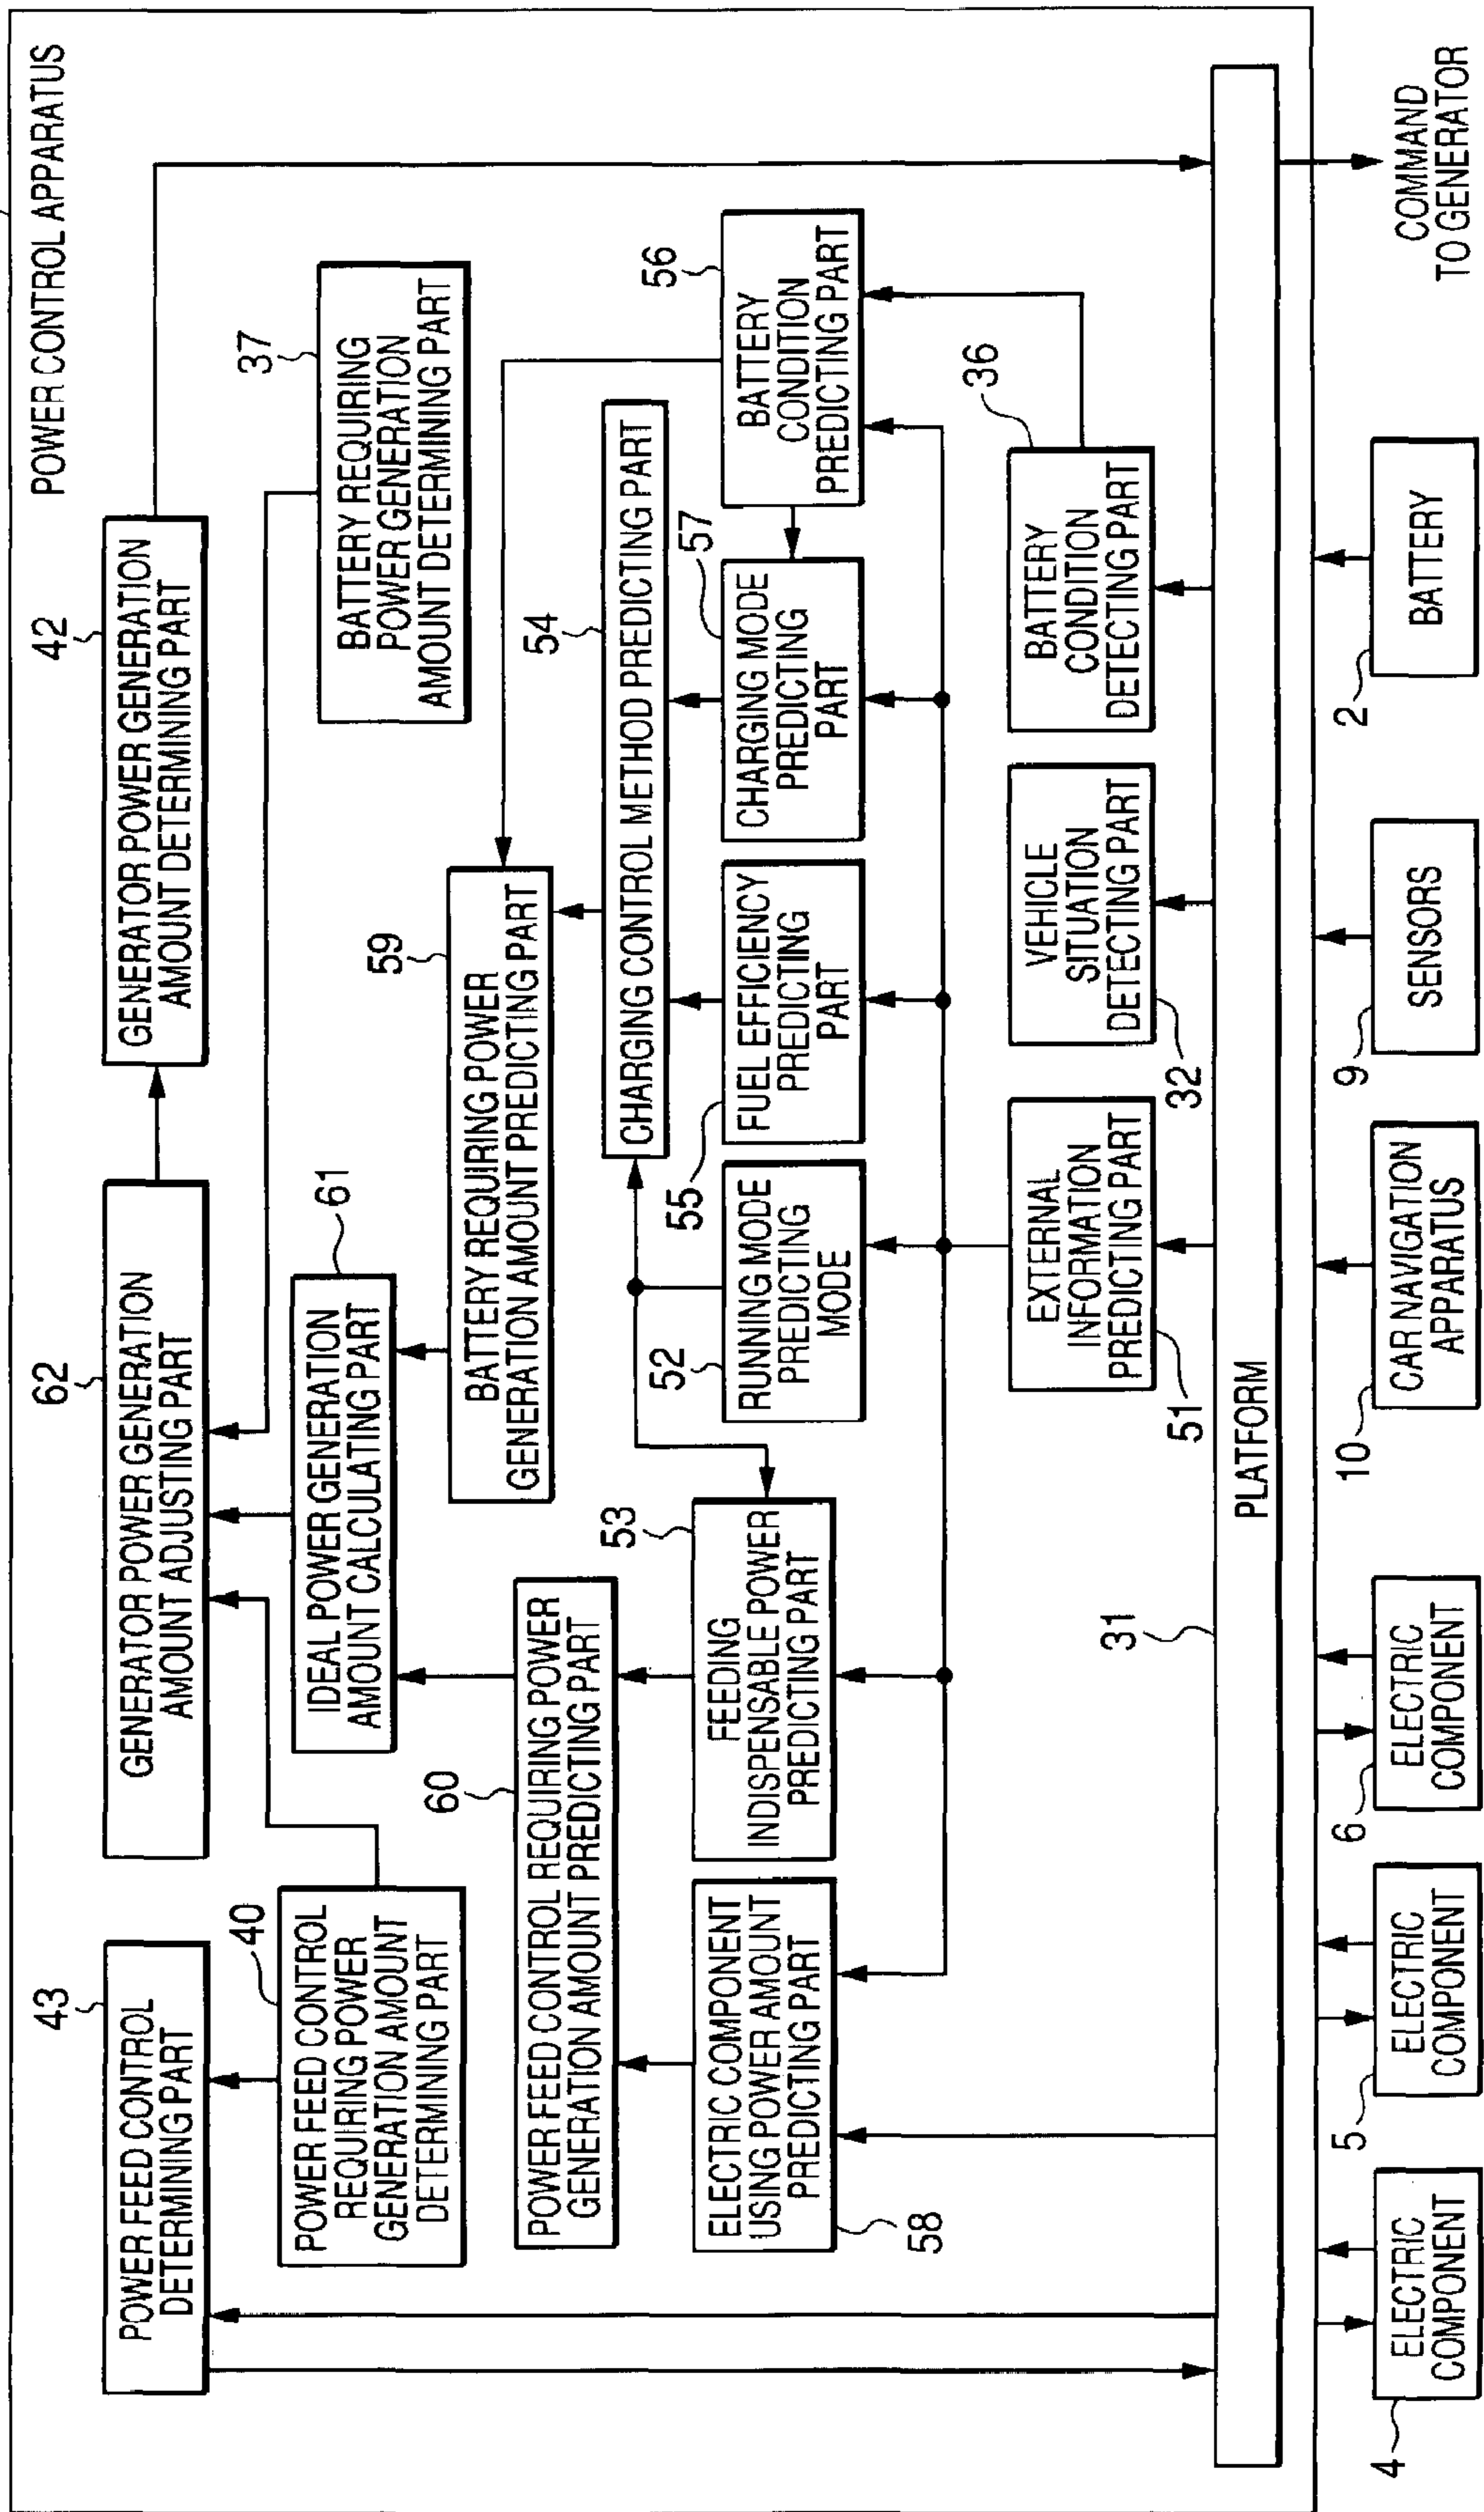 POWER CONTROL APPARATUS
43
POWER FEED CONTROL
DETERMINING PART
62
GENERATOR POWER GENERATION
AMOUNT ADJUSTING PART
42
GENERATOR POWER GENERATION
AMOUNT DETERMINING PART
40
POWER FEED CONTROL
REQUIRING POWER
GENERATION AMOUNT
DETERMINING PART
61
IDEAL POWER GENERATION
AMOUNT CALCULATING PART
37
BATTERY REQUIRING
POWER GENERATION
AMOUNT DETERMINING PART
59
BATTERY REQUIRING POWER
GENERATION AMOUNT PREDICTING PART
60
POWER FEED CONTROL REQUIRING POWER
GENERATION AMOUNT PREDICTING PART
54
CHARGING CONTROL METHOD PREDICTING PART
58
ELECTRIC COMPONENT
USING POWER AMOUNT
PREDICTING PART
53
FEEDING
INDISPENSABLE POWER
PREDICTING PART
52
RUNNING MODE
PREDICTING
MODE
55
FUEL EFFICIENCY
PREDICTING
PART
57
CHARGING MODE
PREDICTING
PART
56
BATTERY
CONDITION
PREDICTING PART
51
EXTERNAL
INFORMATION
PREDICTING PART
32
VEHICLE
SITUATION
DETECTING PART
36
BATTERY
CONDITION
DETECTING PART
31
PLATFORM
4
ELECTRIC
COMPONENT
5
ELECTRIC
COMPONENT
6
ELECTRIC
COMPONENT
10
CAR NAVIGATION
APPARATUS
9
SENSORS
2
BATTERY
COMMAND
TO GENERATOR